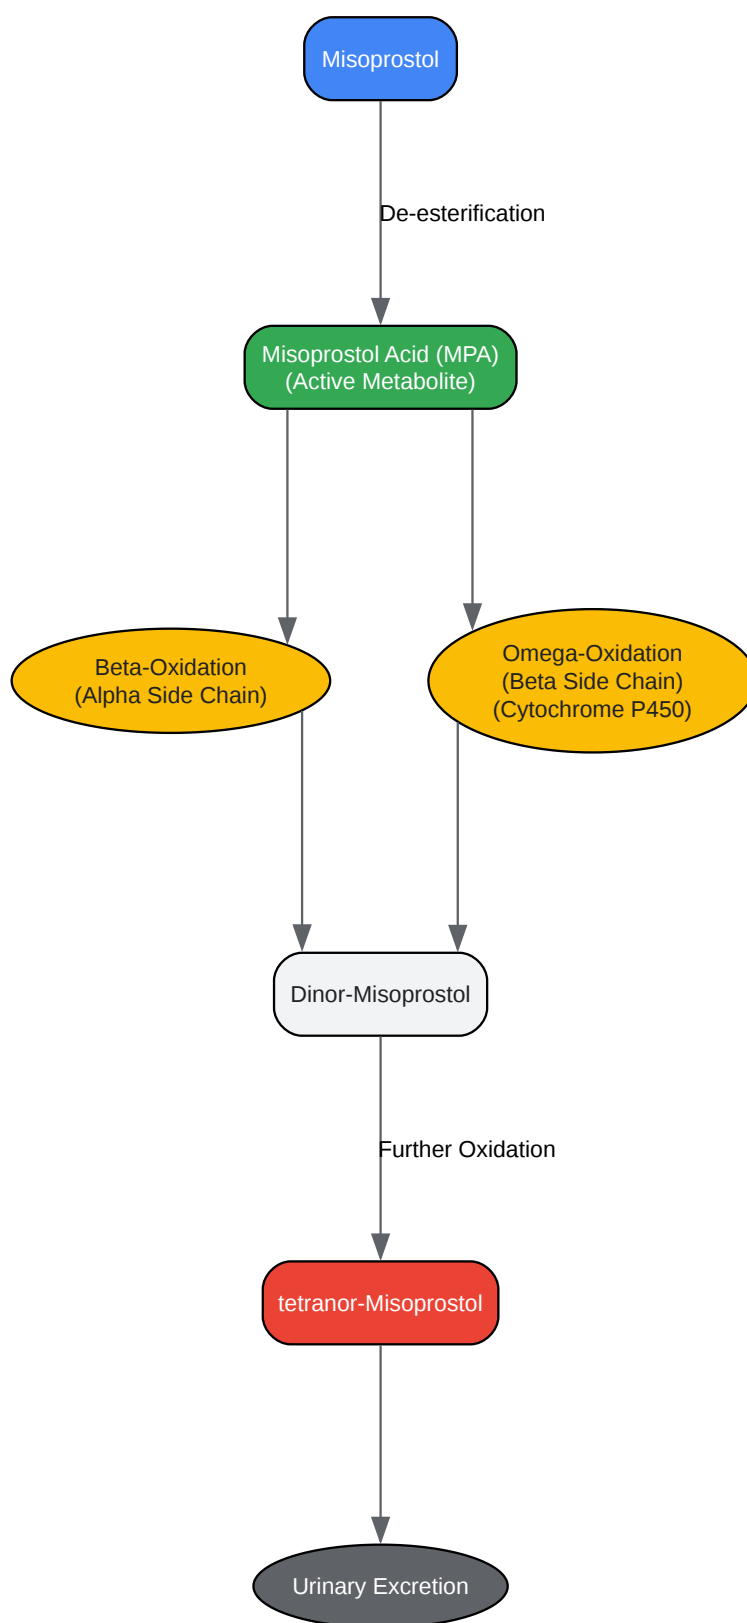 Misoprostol
De-esterification
Misoprostol Acid (MPA)
(Active Metabolite)
Beta-Oxidation
(Alpha Side Chain)
Omega-Oxidation
(Beta Side Chain)
(Cytochrome P450)
Dinor-Misoprostol
Further Oxidation
tetranor-Misoprostol
Urinary Excretion